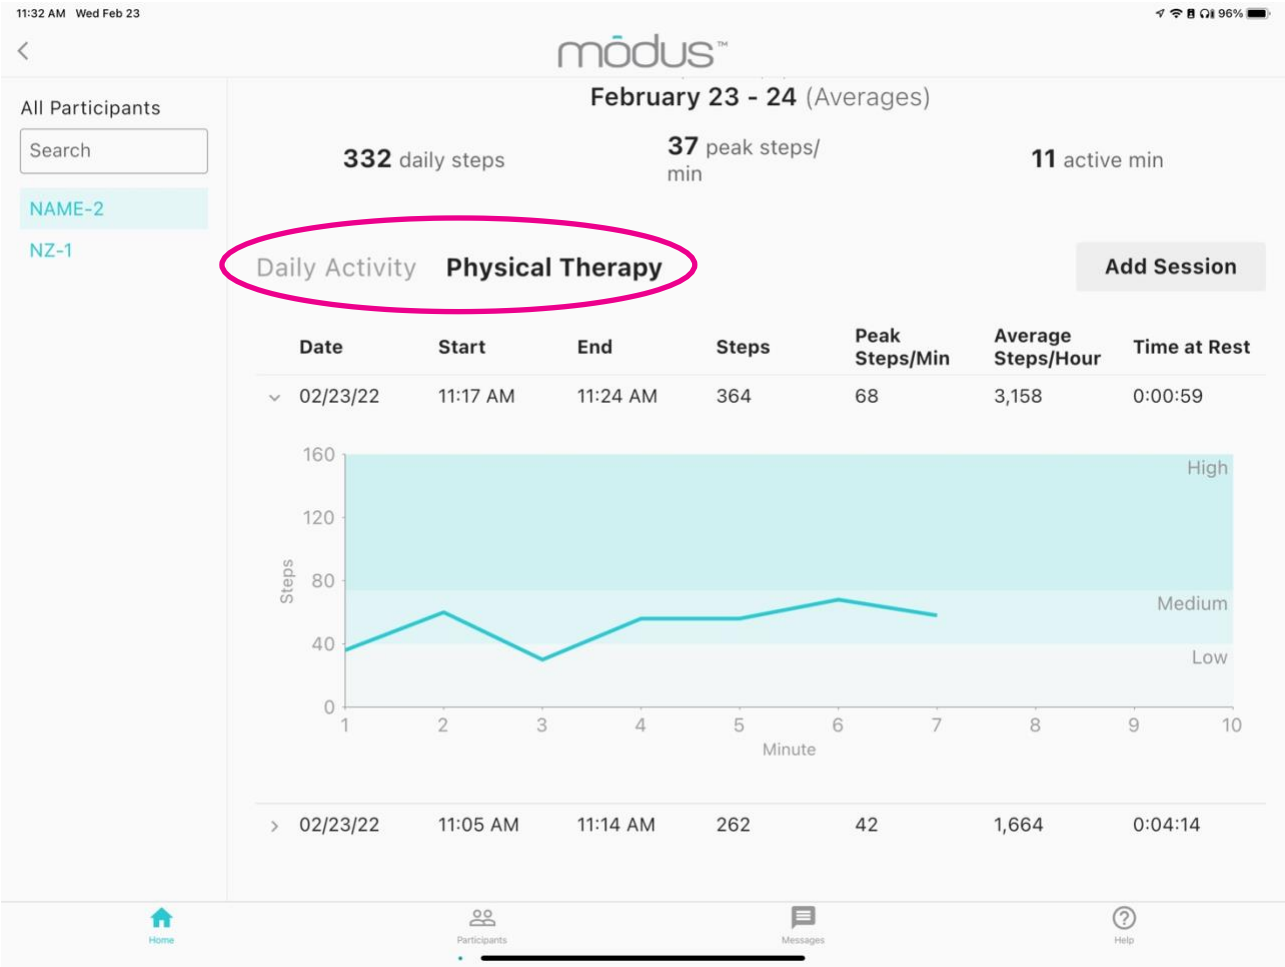 11:32 AM Wed Feb 23
96%
mōdus™
All Participants
Search
NAME-2
NZ-1
February 23 - 24 (Averages)
332 daily steps
37 peak steps/
min
11 active min
Daily Activity Physical Therapy
Add Session
Date Start End Steps Peak Steps/Min Average Steps/Hour Time at Rest
02/23/22 11:17 AM 11:24 AM 364 68 3,158 0:00:59
160
120
80
40
0
Steps
High
Medium
Low
1 2 3 4 5 6 7 8 9 10
Minute
02/23/22 11:05 AM 11:14 AM 262 42 1,664 0:04:14
Home Participants Messages Help